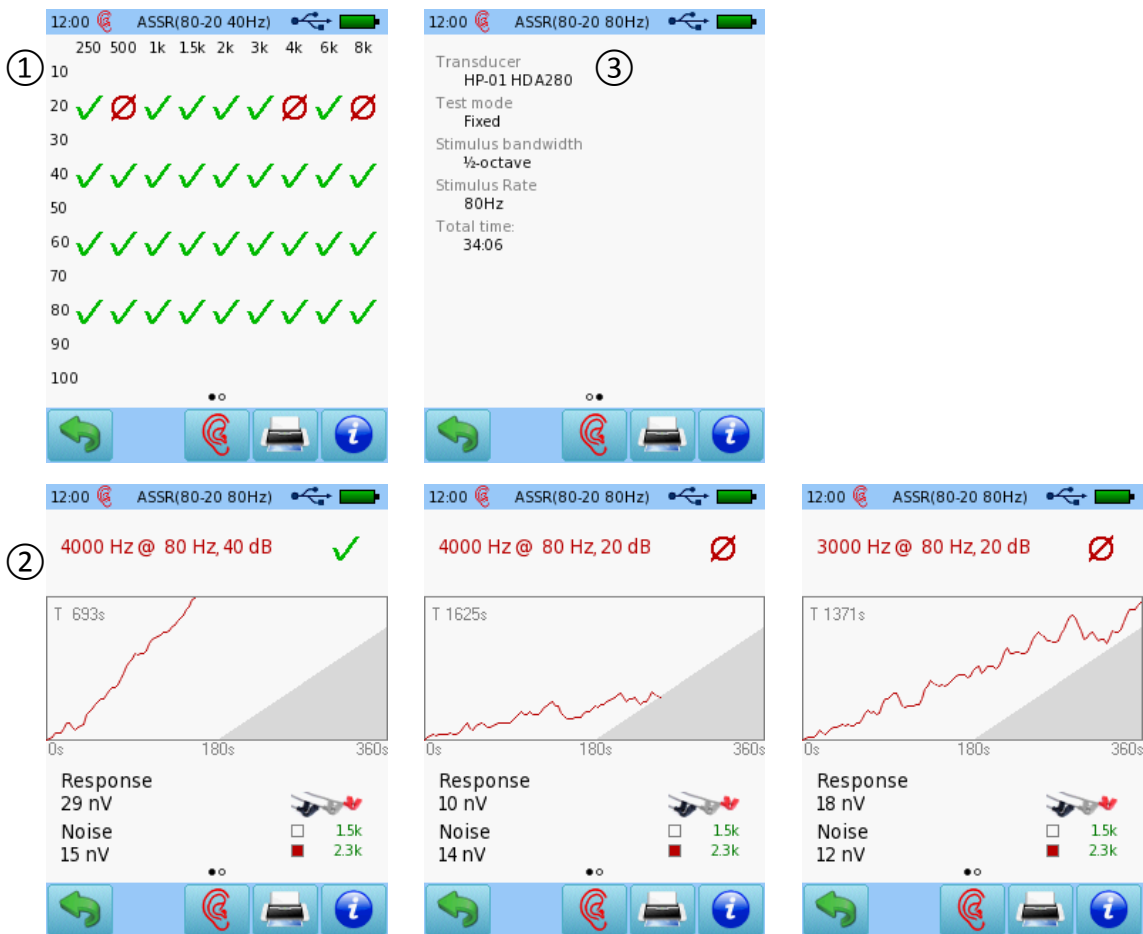 12:00 ASSR(80-20 40Hz)
250 500 1k 1.5k 2k 3k 4k 6k 8k
①
10
20
30
40
50
60
70
80
90
100
12:00 ASSR(80-20 80Hz)
③
Transducer
HP-01 HDA280
Test mode
Fixed
Stimulus bandwidth
½-octave
Stimulus Rate
80Hz
Total time:
34:06
②
12:00 ASSR(80-20 80Hz)
4000 Hz @ 80 Hz, 40 dB
T 693s
0s 180s 360s
Response
29 nV
Noise 1.5k
15 nV 2.3k
12:00 ASSR(80-20 80Hz)
4000 Hz @ 80 Hz, 20 dB
T 1625s
0s 180s 360s
Response
10 nV
Noise 1.5k
14 nV 2.3k
12:00 ASSR(80-20 80Hz)
3000 Hz @ 80 Hz, 20 dB
T 1371s
0s 180s 360s
Response
18 nV
Noise 1.5k
12 nV 2.3k